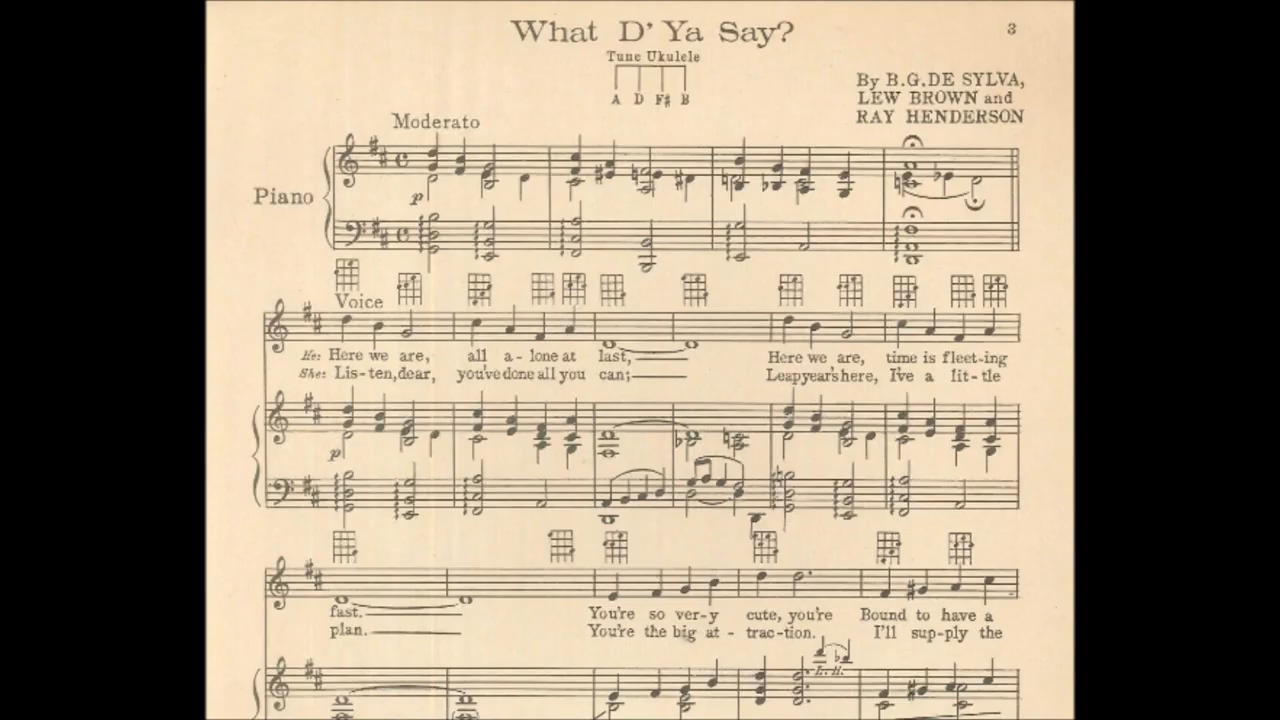 What D' Ya Say?
3
Tune Ukulele
A D F♯ B
By B.G. DE SYLVA,
LEW BROWN and
RAY HENDERSON
Moderato
Piano
p
Voice
He: Here we are, all a-lone at last, Here we are, time is fleet-ing
She: Lis-ten, dear, you've done all you can; Leap year's here, I've a lit-tle
p
fast. You're so ver-y cute, you're Bound to have a
plan. You're the big at-trac-tion. I'll sup-ply the
L.H.